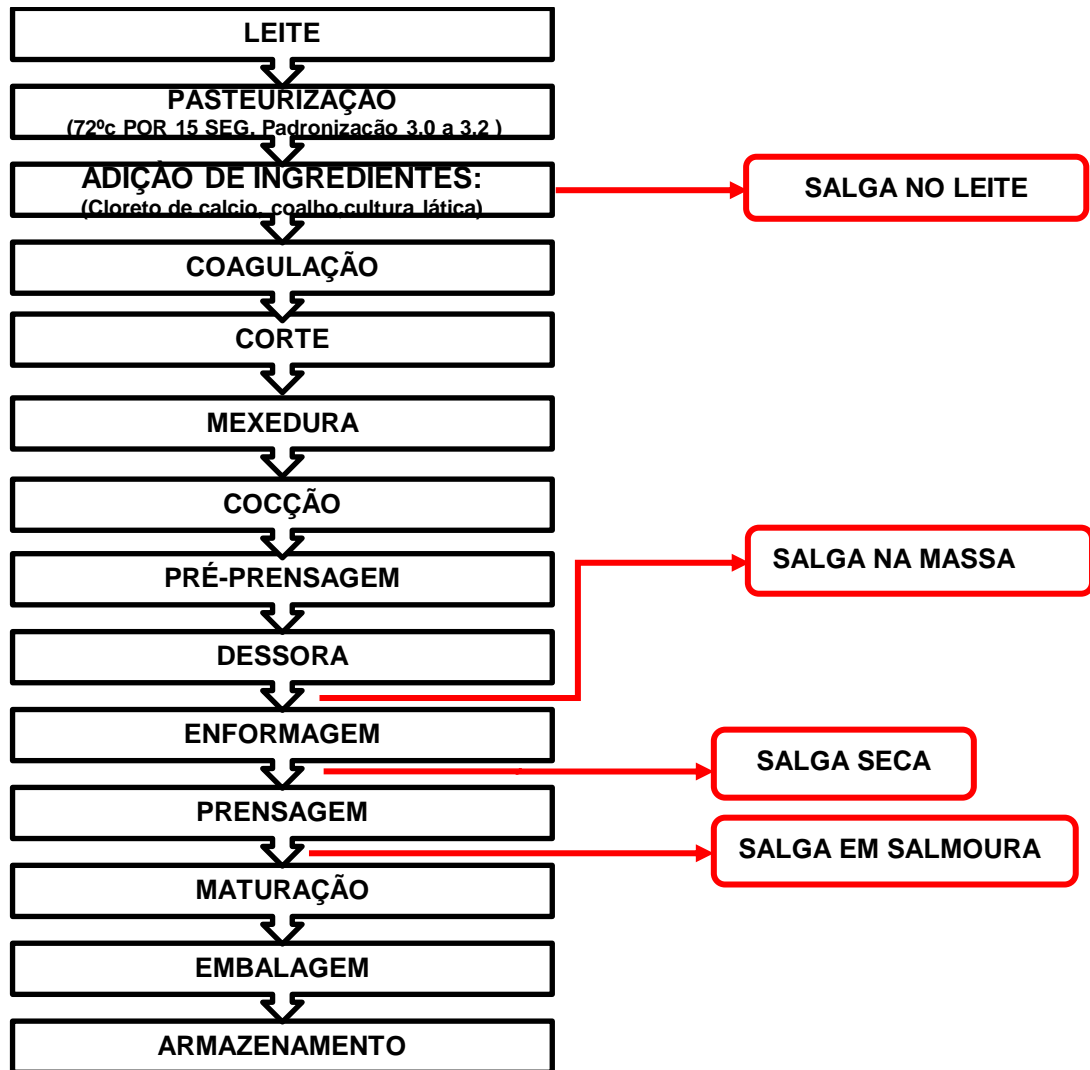 LEITE
PASTEURIZAÇÃO
(72ºc POR 15 SEG, Padronização 3,0 a 3,2 )
ADIÇÃO DE INGREDIENTES:
(Cloreto de calcio, coalho,cultura lática)
SALGA NO LEITE
COAGULAÇÃO
CORTE
MEXEDURA
COCÇÃO
PRÉ-PRENSAGEM
SALGA NA MASSA
DESSORA
ENFORMAGEM
SALGA SECA
PRENSAGEM
SALGA EM SALMOURA
MATURAÇÃO
EMBALAGEM
ARMAZENAMENTO